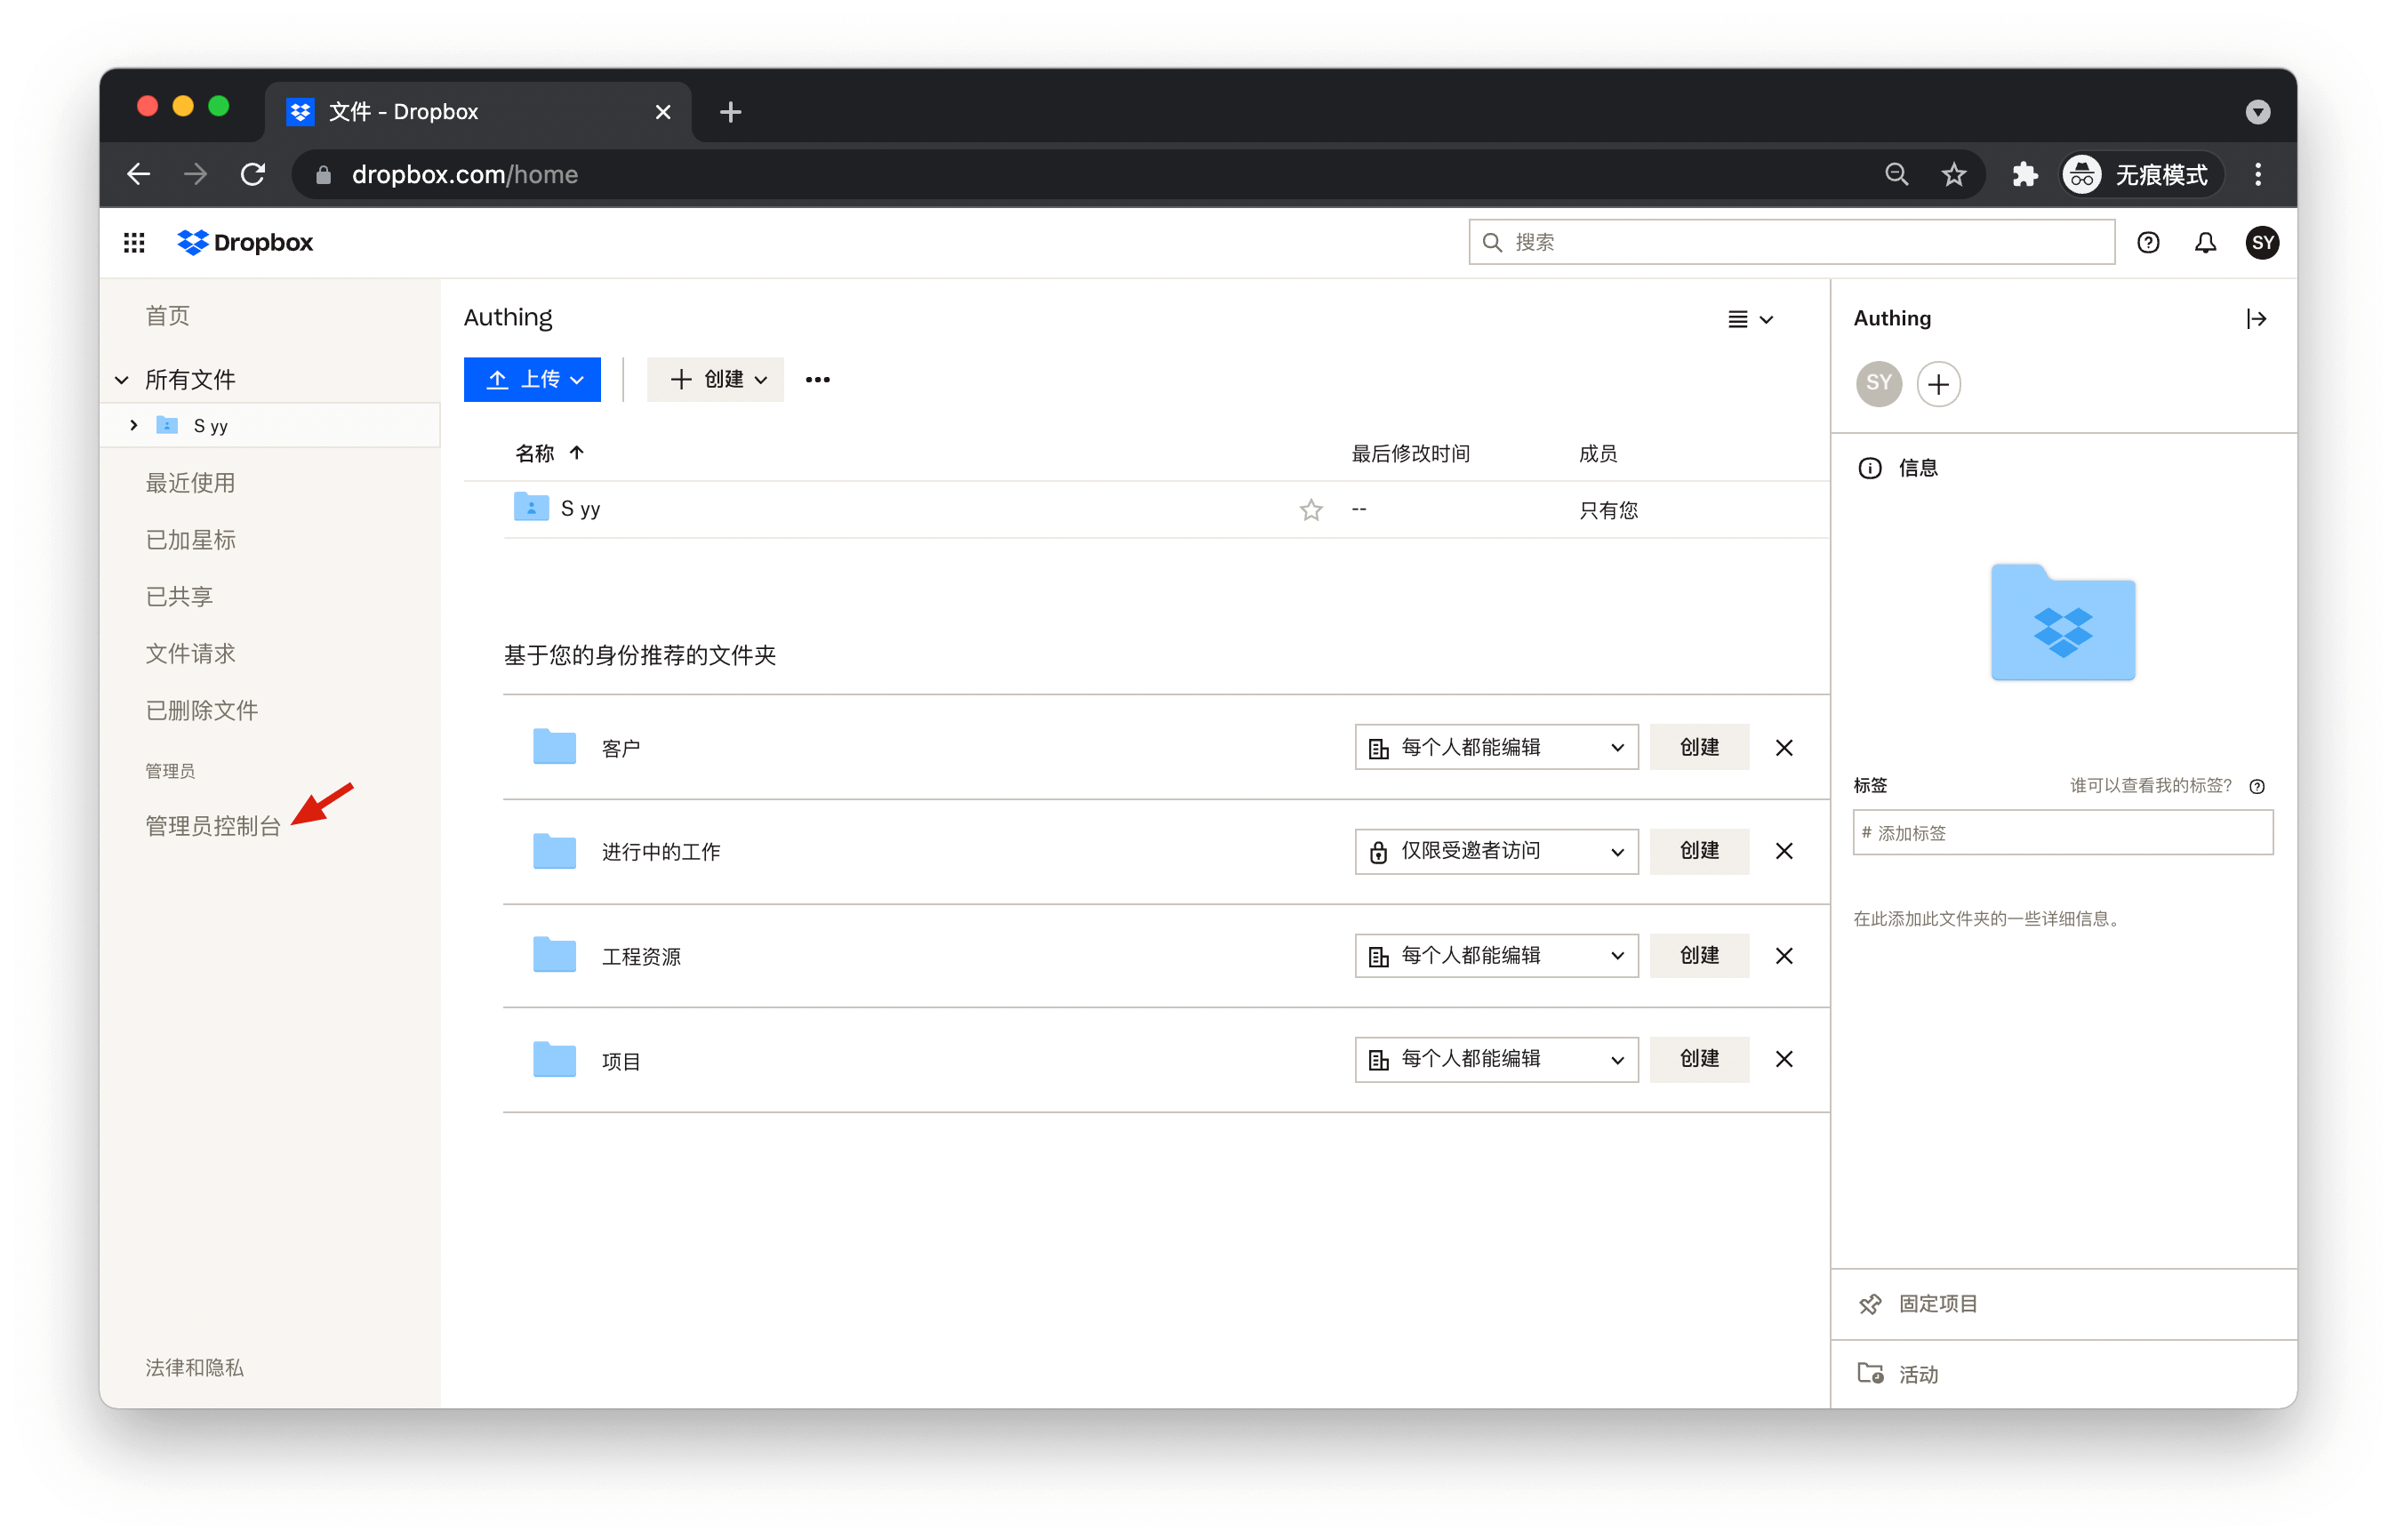 文件 - Dropbox
dropbox.com/home
无痕模式
Dropbox
搜索
SY
首页
所有文件
S yy
最近使用
已加星标
已共享
文件请求
已删除文件
管理员
管理员控制台
法律和隐私
Authing
上传
创建
名称
最后修改时间
成员
S yy
--
只有您
基于您的身份推荐的文件夹
客户
每个人都能编辑
创建
进行中的工作
仅限受邀者访问
创建
工程资源
每个人都能编辑
创建
项目
每个人都能编辑
创建
Authing
SY
信息
标签
谁可以查看我的标签?
# 添加标签
在此添加此文件夹的一些详细信息。
固定项目
活动